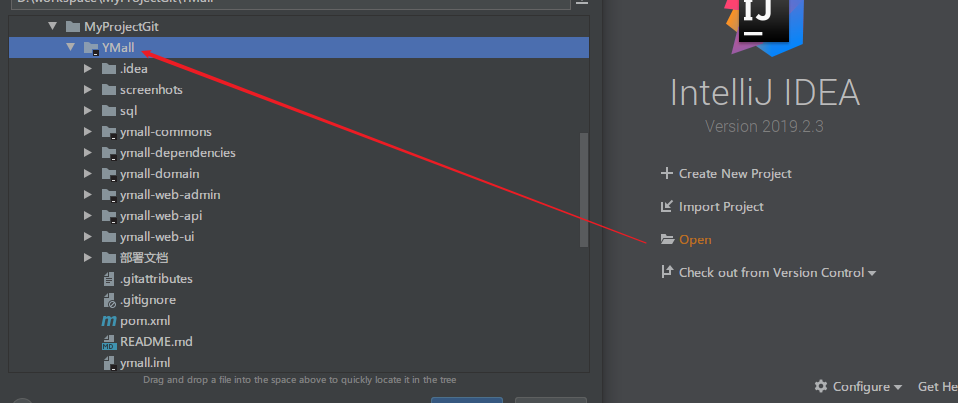 MyProjectGit
YMall
.idea
screenhots
sql
ymall-commons
ymall-dependencies
ymall-domain
ymall-web-admin
ymall-web-api
ymall-web-ui
部署文档
.gitattributes
.gitignore
pom.xml
README.md
ymall.iml
Drag and drop a file into the space above to quickly locate it in the tree
IJ
IntelliJ IDEA
Version 2019.2.3
Create New Project
Import Project
Open
Check out from Version Control
Configure
Get He